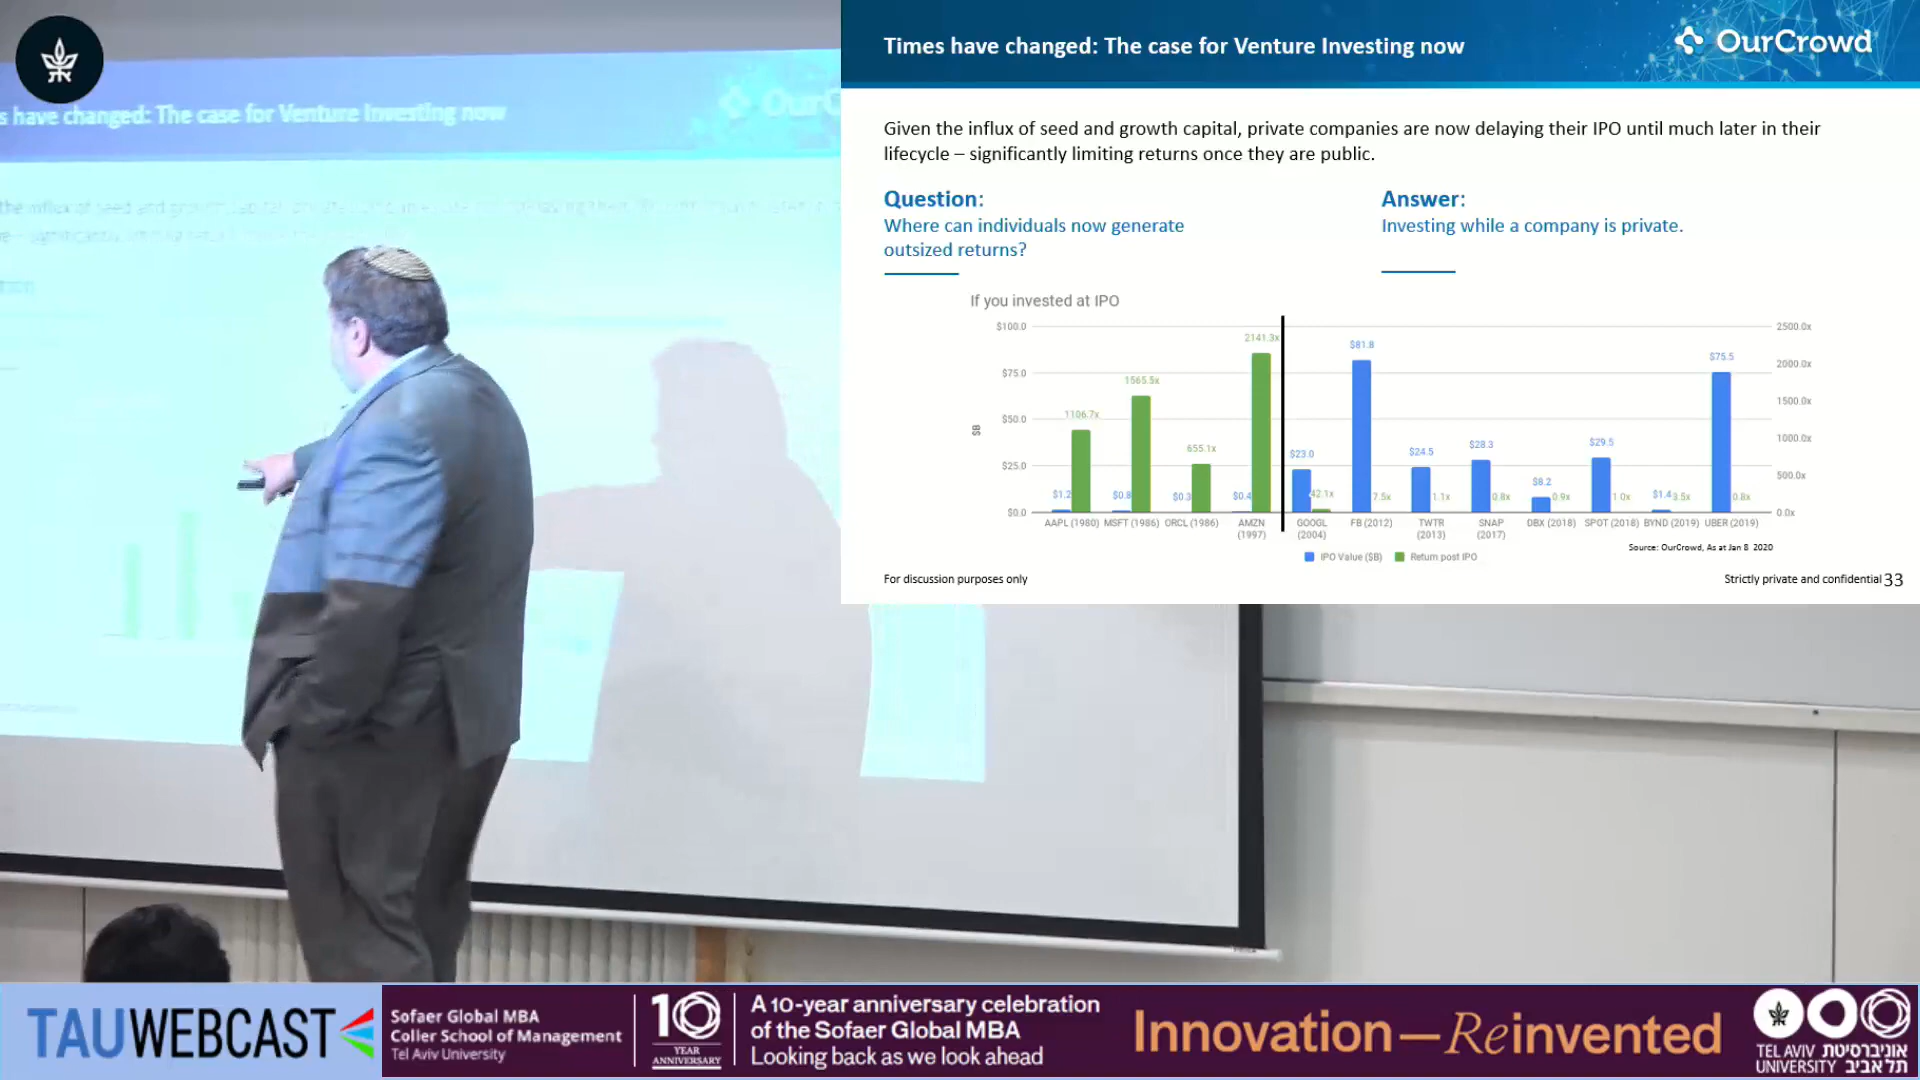 s have changed: The case for Venture Investing now
OurC
Times have changed: The case for Venture Investing now
OurCrowd
Given the influx of seed and growth capital, private companies are now delaying their IPO until much later in their
lifecycle – significantly limiting returns once they are public.
Question:
Where can individuals now generate
outsized returns?
Answer:
Investing while a company is private.
If you invested at IPO
$100.0
$75.0
$50.0
$25.0
$0.0
$B
2500.0x
2000.0x
1500.0x
1000.0x
500.0x
0.0x
$1.2 1106.7x
$0.8 1565.5x
$0.3 655.1x
$0.4 2141.3x
$23.0 42.1x
$81.8 7.5x
$24.5 1.1x
$28.3 0.8x
$8.2 0.9x
$29.5 1.0x
$1.4 3.5x
$75.5 0.8x
AAPL (1980) MSFT (1986) ORCL (1986) AMZN (1997) GOOGL (2004) FB (2012) TWTR (2013) SNAP (2017) DBX (2018) SPOT (2018) BYND (2019) UBER (2019)
IPO Value ($B) Return post IPO
Source: OurCrowd, As at Jan 8 2020
For discussion purposes only
Strictly private and confidential 33
TAUWEBCAST
Sofaer Global MBA
Coller School of Management
Tel Aviv University
10
YEAR
ANNIVERSARY
A 10-year anniversary celebration
of the Sofaer Global MBA
Looking back as we look ahead
Innovation—Reinvented
TEL AVIV אוניברסיטת
UNIVERSITY תל אביב